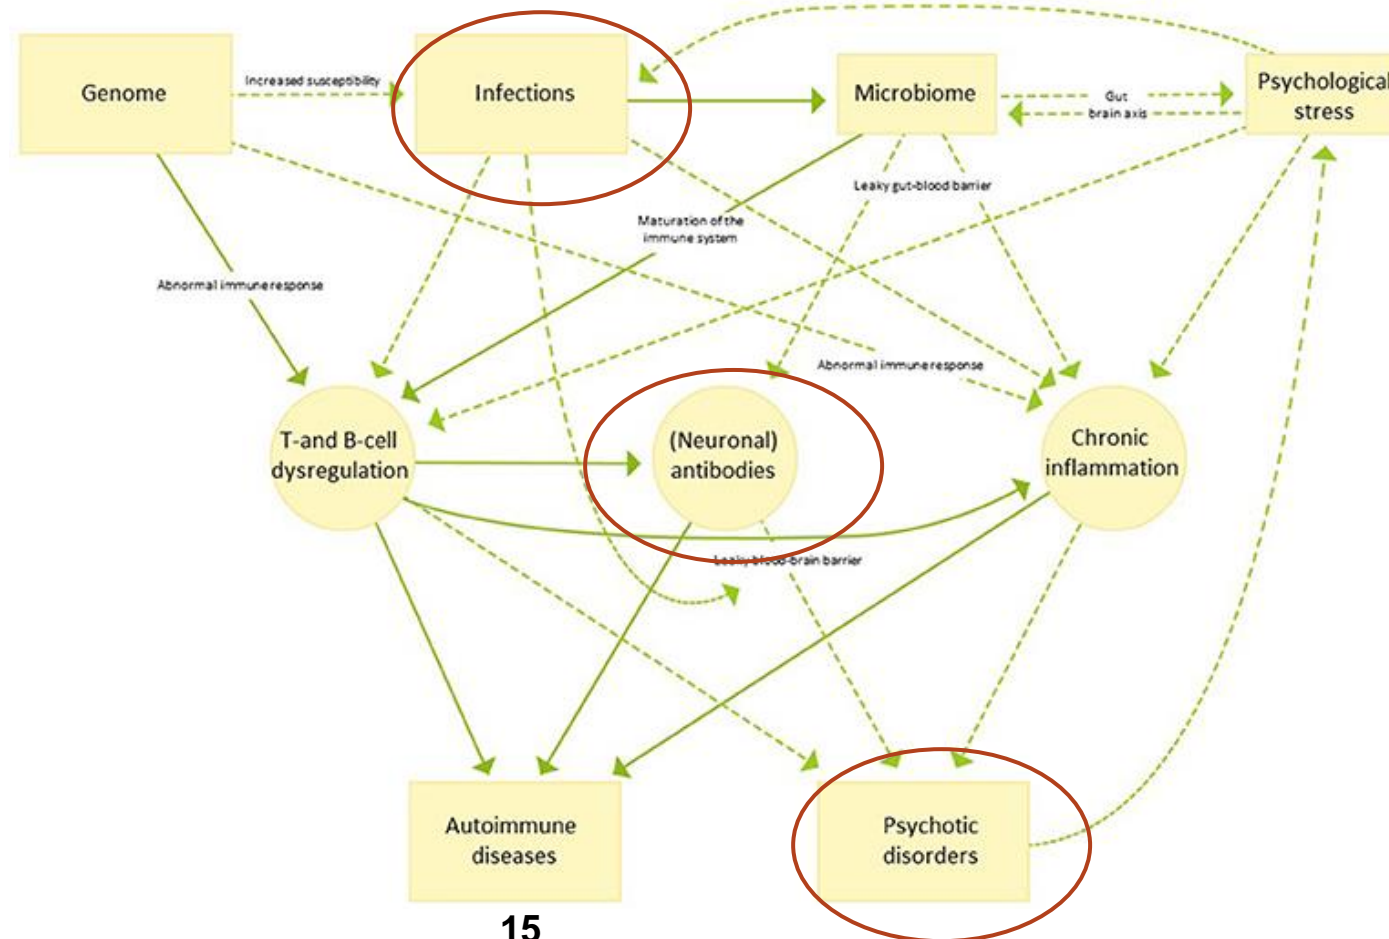 Genome
Increased susceptibility
Infections
Microbiome
Gut
brain axis
Psychological
stress
Leaky gut-blood barrier
Maturation of the
immune system
Abnormal immune response
Abnormal immune response
T-and B-cell
dysregulation
(Neuronal)
antibodies
Chronic
inflammation
Leaky blood-brain barrier
Autoimmune
diseases
Psychotic
disorders
15